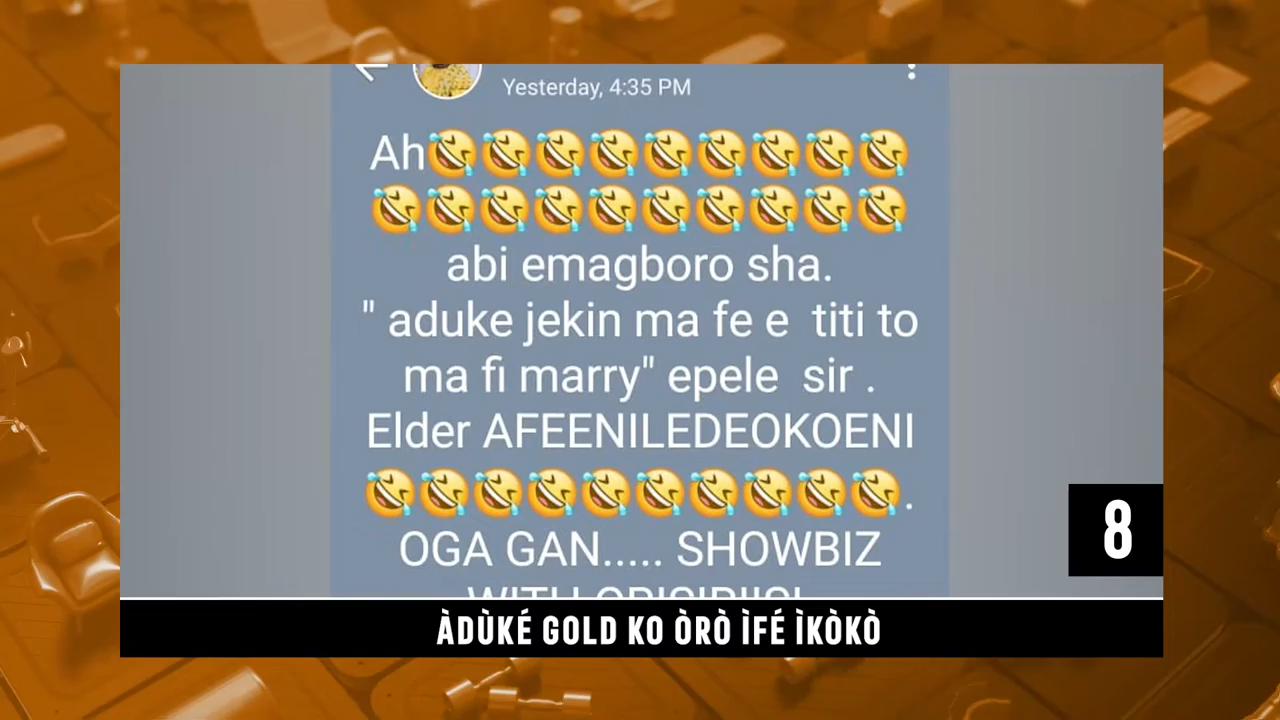 Yesterday, 4:35 PM
Ah🤣🤣🤣🤣🤣🤣🤣🤣🤣
🤣🤣🤣🤣🤣🤣🤣🤣🤣🤣
abi emagboro sha.
" aduke jekin ma fe e titi to
ma fi marry" epele sir .
Elder AFEENILEDEOKOENI
🤣🤣🤣🤣🤣🤣🤣🤣🤣🤣.
OGA GAN..... SHOWBIZ
8
ÀDÙKÉ GOLD KO ÒRÒ ÌFÉ ÌKÒKÒ